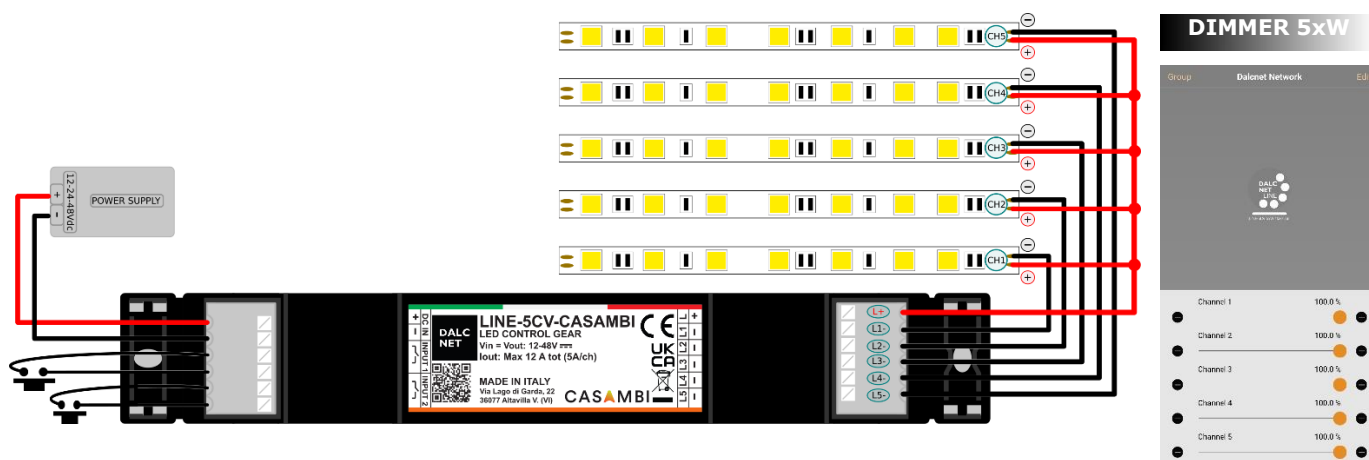 DIMMER 5xW
Group
Dalcnet Network
Edi
DALC
NET
LINE
Channel 1
100.0 %
Channel 2
100.0 %
Channel 3
100.0 %
Channel 4
100.0 %
Channel 5
100.0 %
CH5
CH4
CH3
CH2
CH1
12-24-48Vdc
POWER SUPPLY
DC IN
INPUT 1
INPUT 2
DALC
NET
LINE-5CV-CASAMBI
LED CONTROL GEAR
Vin = Vout: 12-48V
Iout: Max 12 A tot (5A/ch)
MADE IN ITALY
Via Lago di Garda, 22
36077 Altavilla V. (VI)
CASAMBI
CE
UK
CA
L +
L1 -
L2 -
L3 -
L4 -
L5 -
L+
L1-
L2-
L3-
L4-
L5-